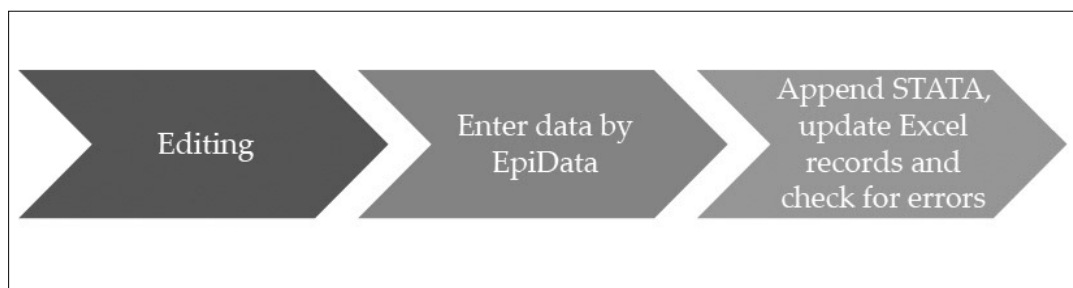 Editing
Enter data by
EpiData
Append STATA,
update Excel
records and
check for errors